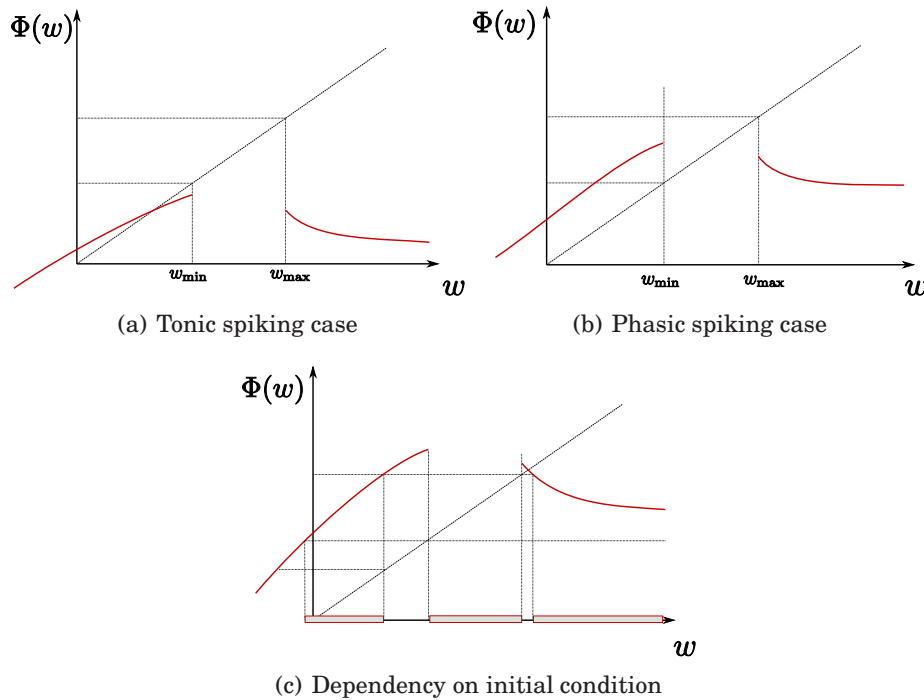 Φ(w)
w_min w_max w
(a) Tonic spiking case
Φ(w)
w_min w_max w
(b) Phasic spiking case
Φ(w)
w
(c) Dependency on initial condition